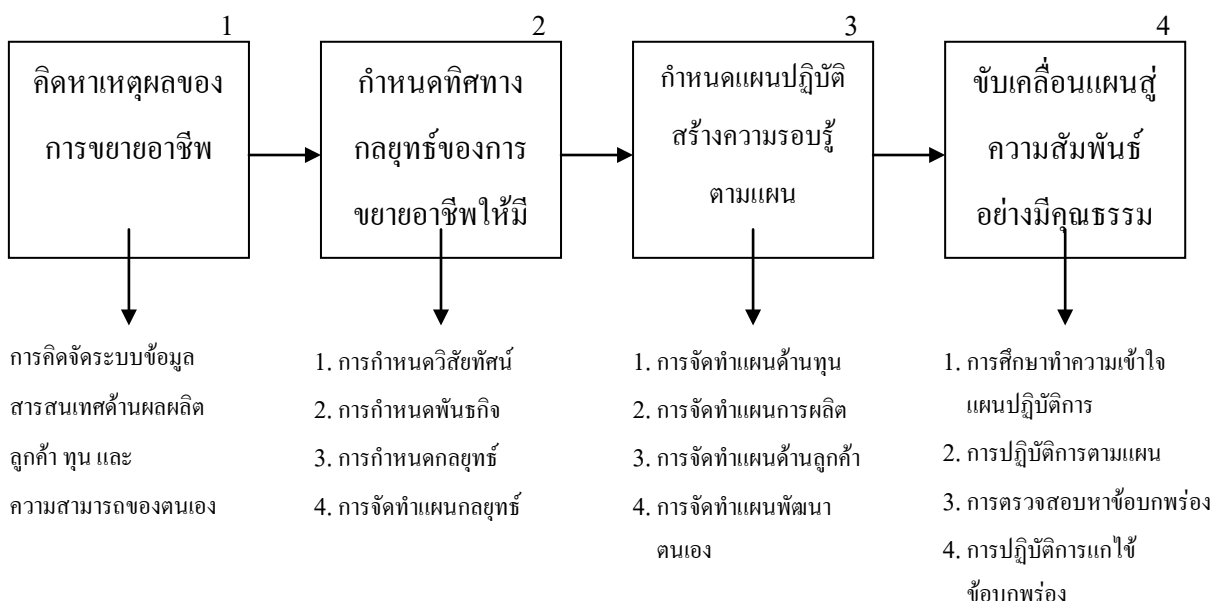 1
คิดหาเหตุผลของ
การขยายอาชีพ
2
กำหนดทิศทาง
กลยุทธ์ของการ
ขยายอาชีพให้มี
3
กำหนดแผนปฏิบัติ
สร้างความรอบรู้
ตามแผน
4
ขับเคลื่อนแผนสู่
ความสัมพันธ์
อย่างมีคุณธรรม
การคิดจัดระบบข้อมูล
สารสนเทศด้านผลผลิต
ลูกค้า ทุน และ
ความสามารถของตนเอง
1. การกำหนดวิสัยทัศน์
2. การกำหนดพันธกิจ
3. การกำหนดกลยุทธ์
4. การจัดทำแผนกลยุทธ์
1. การจัดทำแผนด้านทุน
2. การจัดทำแผนการผลิต
3. การจัดทำแผนด้านลูกค้า
4. การจัดทำแผนพัฒนา
ตนเอง
1. การศึกษาทำความเข้าใจ
แผนปฏิบัติการ
2. การปฏิบัติการตามแผน
3. การตรวจสอบหาข้อบกพร่อง
4. การปฏิบัติการแกไข้
ข้อบกพร่อง